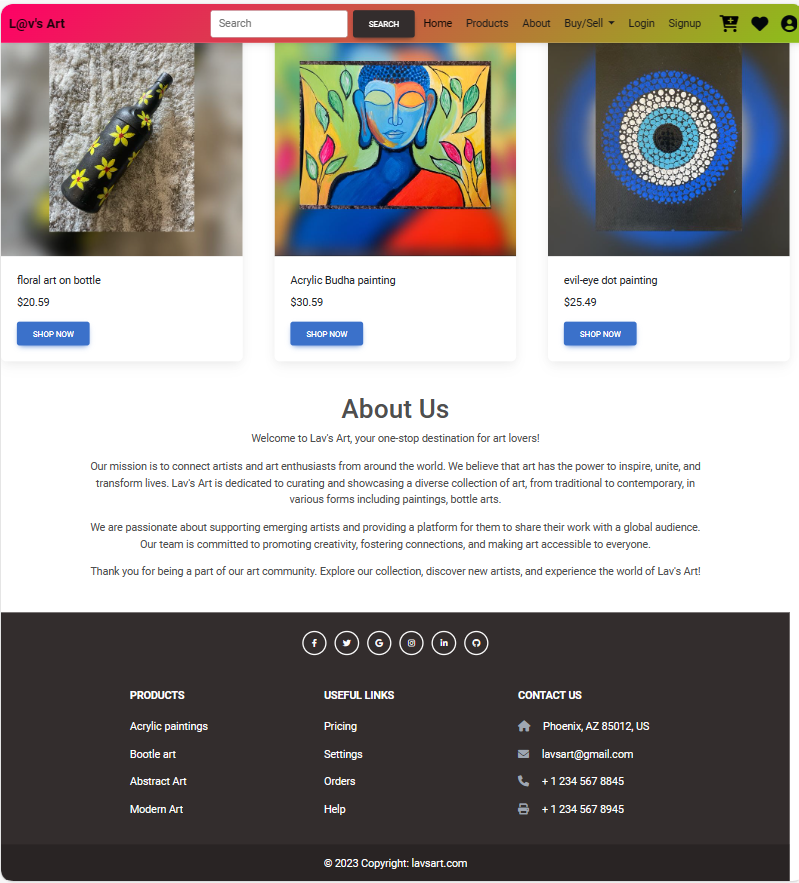 L@v's Art Search SEARCH Home Products About Buy/Sell Login Signup
floral art on bottle
$20.59
SHOP NOW
Acrylic Budha painting
$30.59
SHOP NOW
evil-eye dot painting
$25.49
SHOP NOW
About Us
Welcome to Lav's Art, your one-stop destination for art lovers!
Our mission is to connect artists and art enthusiasts from around the world. We believe that art has the power to inspire, unite, and
transform lives. Lav's Art is dedicated to curating and showcasing a diverse collection of art, from traditional to contemporary, in
various forms including paintings, bottle arts.
We are passionate about supporting emerging artists and providing a platform for them to share their work with a global audience.
Our team is committed to promoting creativity, fostering connections, and making art accessible to everyone.
Thank you for being a part of our art community. Explore our collection, discover new artists, and experience the world of Lav's Art!
PRODUCTS
Acrylic paintings
Bootle art
Abstract Art
Modern Art
USEFUL LINKS
Pricing
Settings
Orders
Help
CONTACT US
Phoenix, AZ 85012, US
lavsart@gmail.com
+ 1 234 567 8845
+ 1 234 567 8945
© 2023 Copyright: lavsart.com